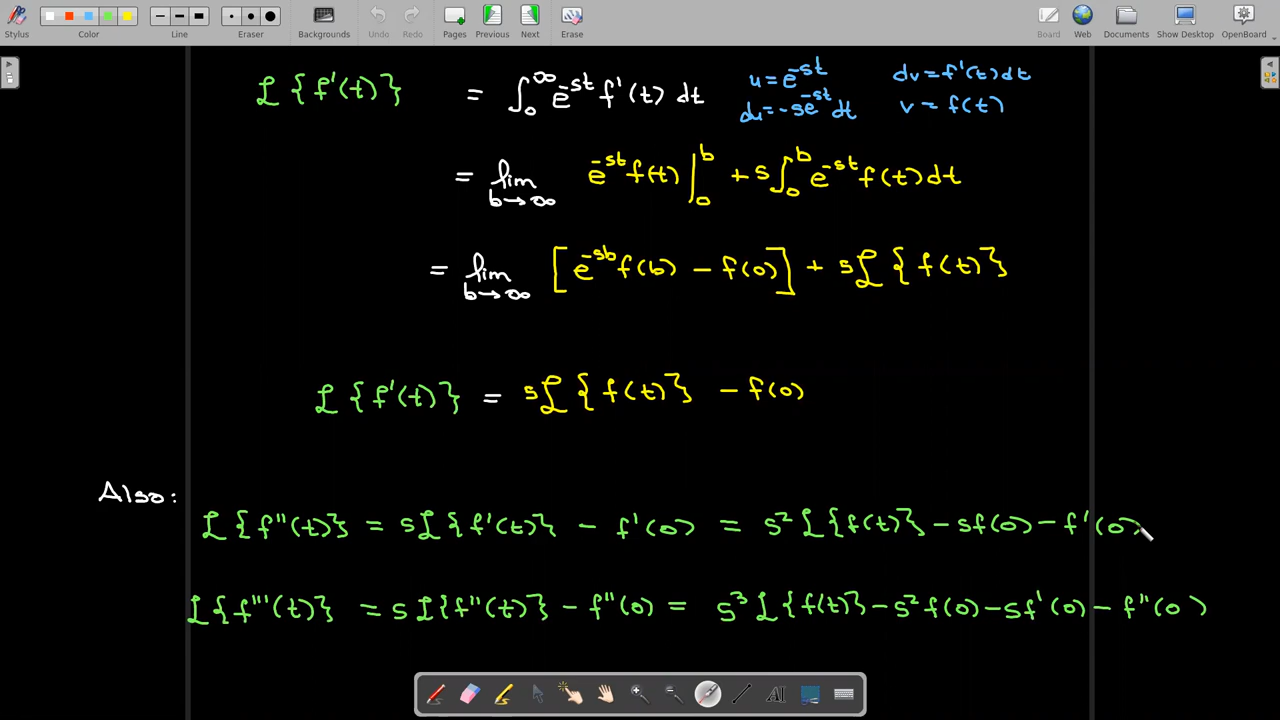 Stylus Color Line Eraser Backgrounds Undo Redo Pages Previous Next Erase Board Web Documents Show Desktop OpenBoard
ℒ{f'(t)} = ∫₀^∞ e^{-st} f'(t) dt u = e^{-st} dv = f'(t)dt
du = -se^{-st} dt v = f(t)
= lim_{b→∞} e^{-st} f(t) |₀^b + s∫₀^b e^{-st} f(t)dt
= lim_{b→∞} [e^{-sb} f(b) - f(0)] + sℒ{f(t)}
ℒ{f'(t)} = sℒ{f(t)} - f(0)
Also:
ℒ{f''(t)} = sℒ{f'(t)} - f'(0) = s²ℒ{f(t)} - sf(0) - f'(0)
ℒ{f'''(t)} = sℒ{f''(t)} - f''(0) = s³ℒ{f(t)} - s²f(0) - sf'(0) - f''(0)
AI